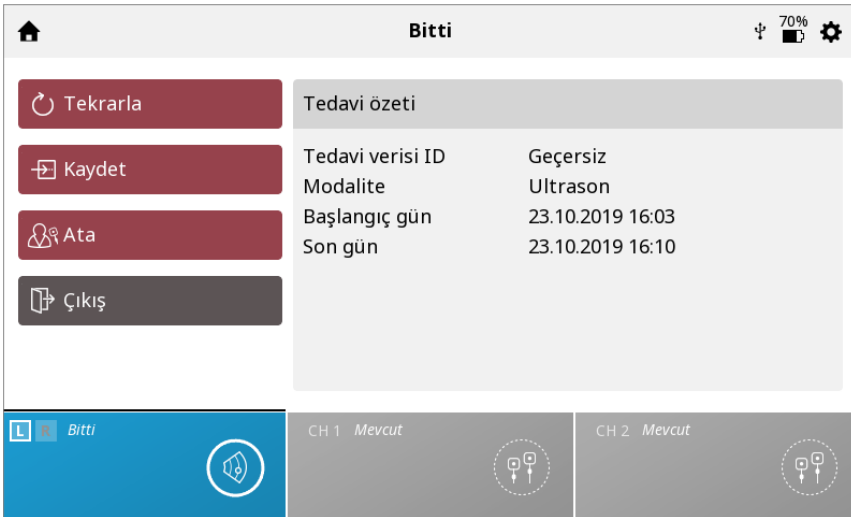 Bitti
70%
Tekrarla
Kaydet
Ata
Çıkış
Tedavi özeti
Tedavi verisi ID Geçersiz
Modalite Ultrason
Başlangıç gün 23.10.2019 16:03
Son gün 23.10.2019 16:10
L R Bitti
CH 1 Mevcut
CH 2 Mevcut